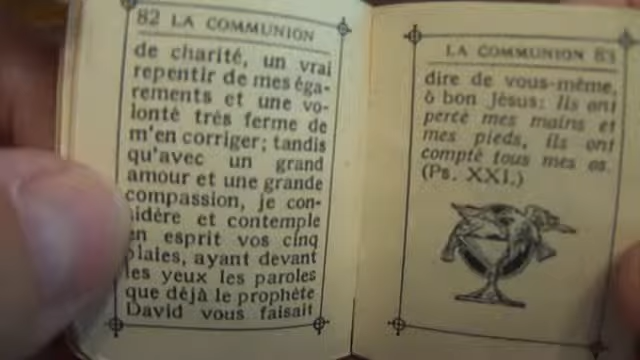 82 LA COMMUNION
de charité, un vrai
repentir de mes éga-
rements et une vo-
lonté très ferme de
m'en corriger; tandis
qu'avec un grand
amour et une grande
compassion, je con-
sidère et contemple
en esprit vos cinq
plaies, ayant devant
les yeux les paroles
que déjà le prophète
David vous faisait
LA COMMUNION 83
dire de vous-même,
ô bon Jésus: Ils ont
percé mes mains et
mes pieds, ils ont
compté tous mes os.
(Ps. XXI.)